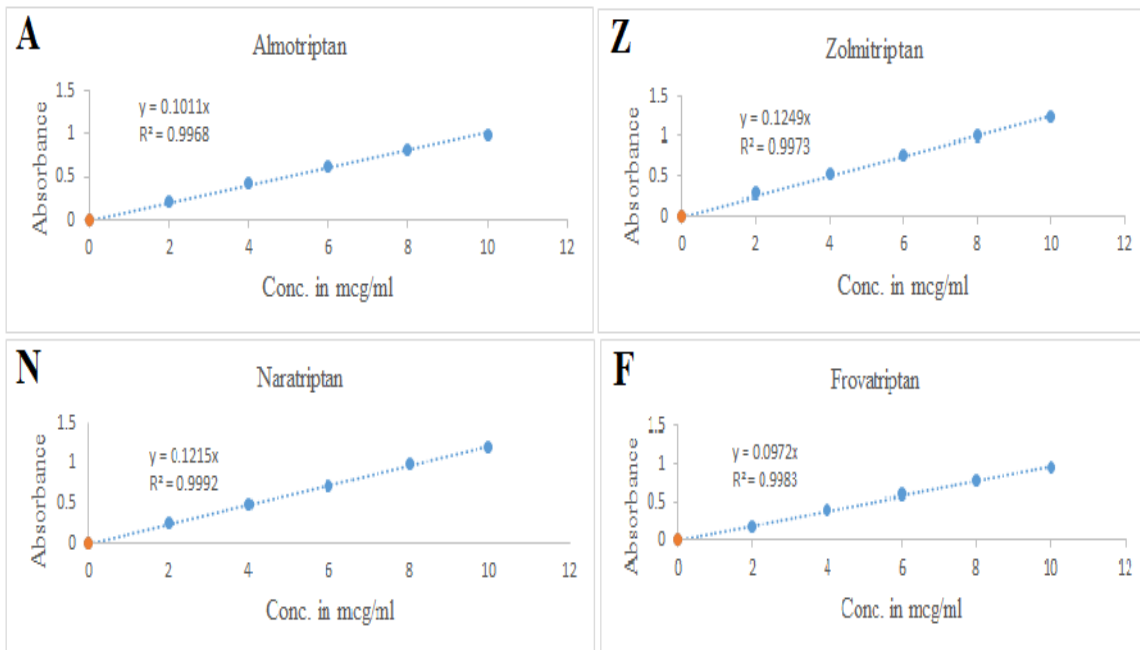 A
Almotriptan
y = 0.1011x
R² = 0.9968
Absorbance
1.5
1
0.5
0
0 2 4 6 8 10 12
Conc. in mcg/ml
Z
Zolmitriptan
y = 0.1249x
R² = 0.9973
Absorbance
1.5
1
0.5
0
0 2 4 6 8 10 12
Conc. in mcg/ml
N
Naratriptan
y = 0.1215x
R² = 0.9992
Absorbance
1.5
1
0.5
0
0 2 4 6 8 10 12
Conc. in mcg/ml
F
Frovatriptan
y = 0.0972x
R² = 0.9983
Absorbance
1.5
1
0.5
0
0 2 4 6 8 10 12
Conc. in mcg/ml